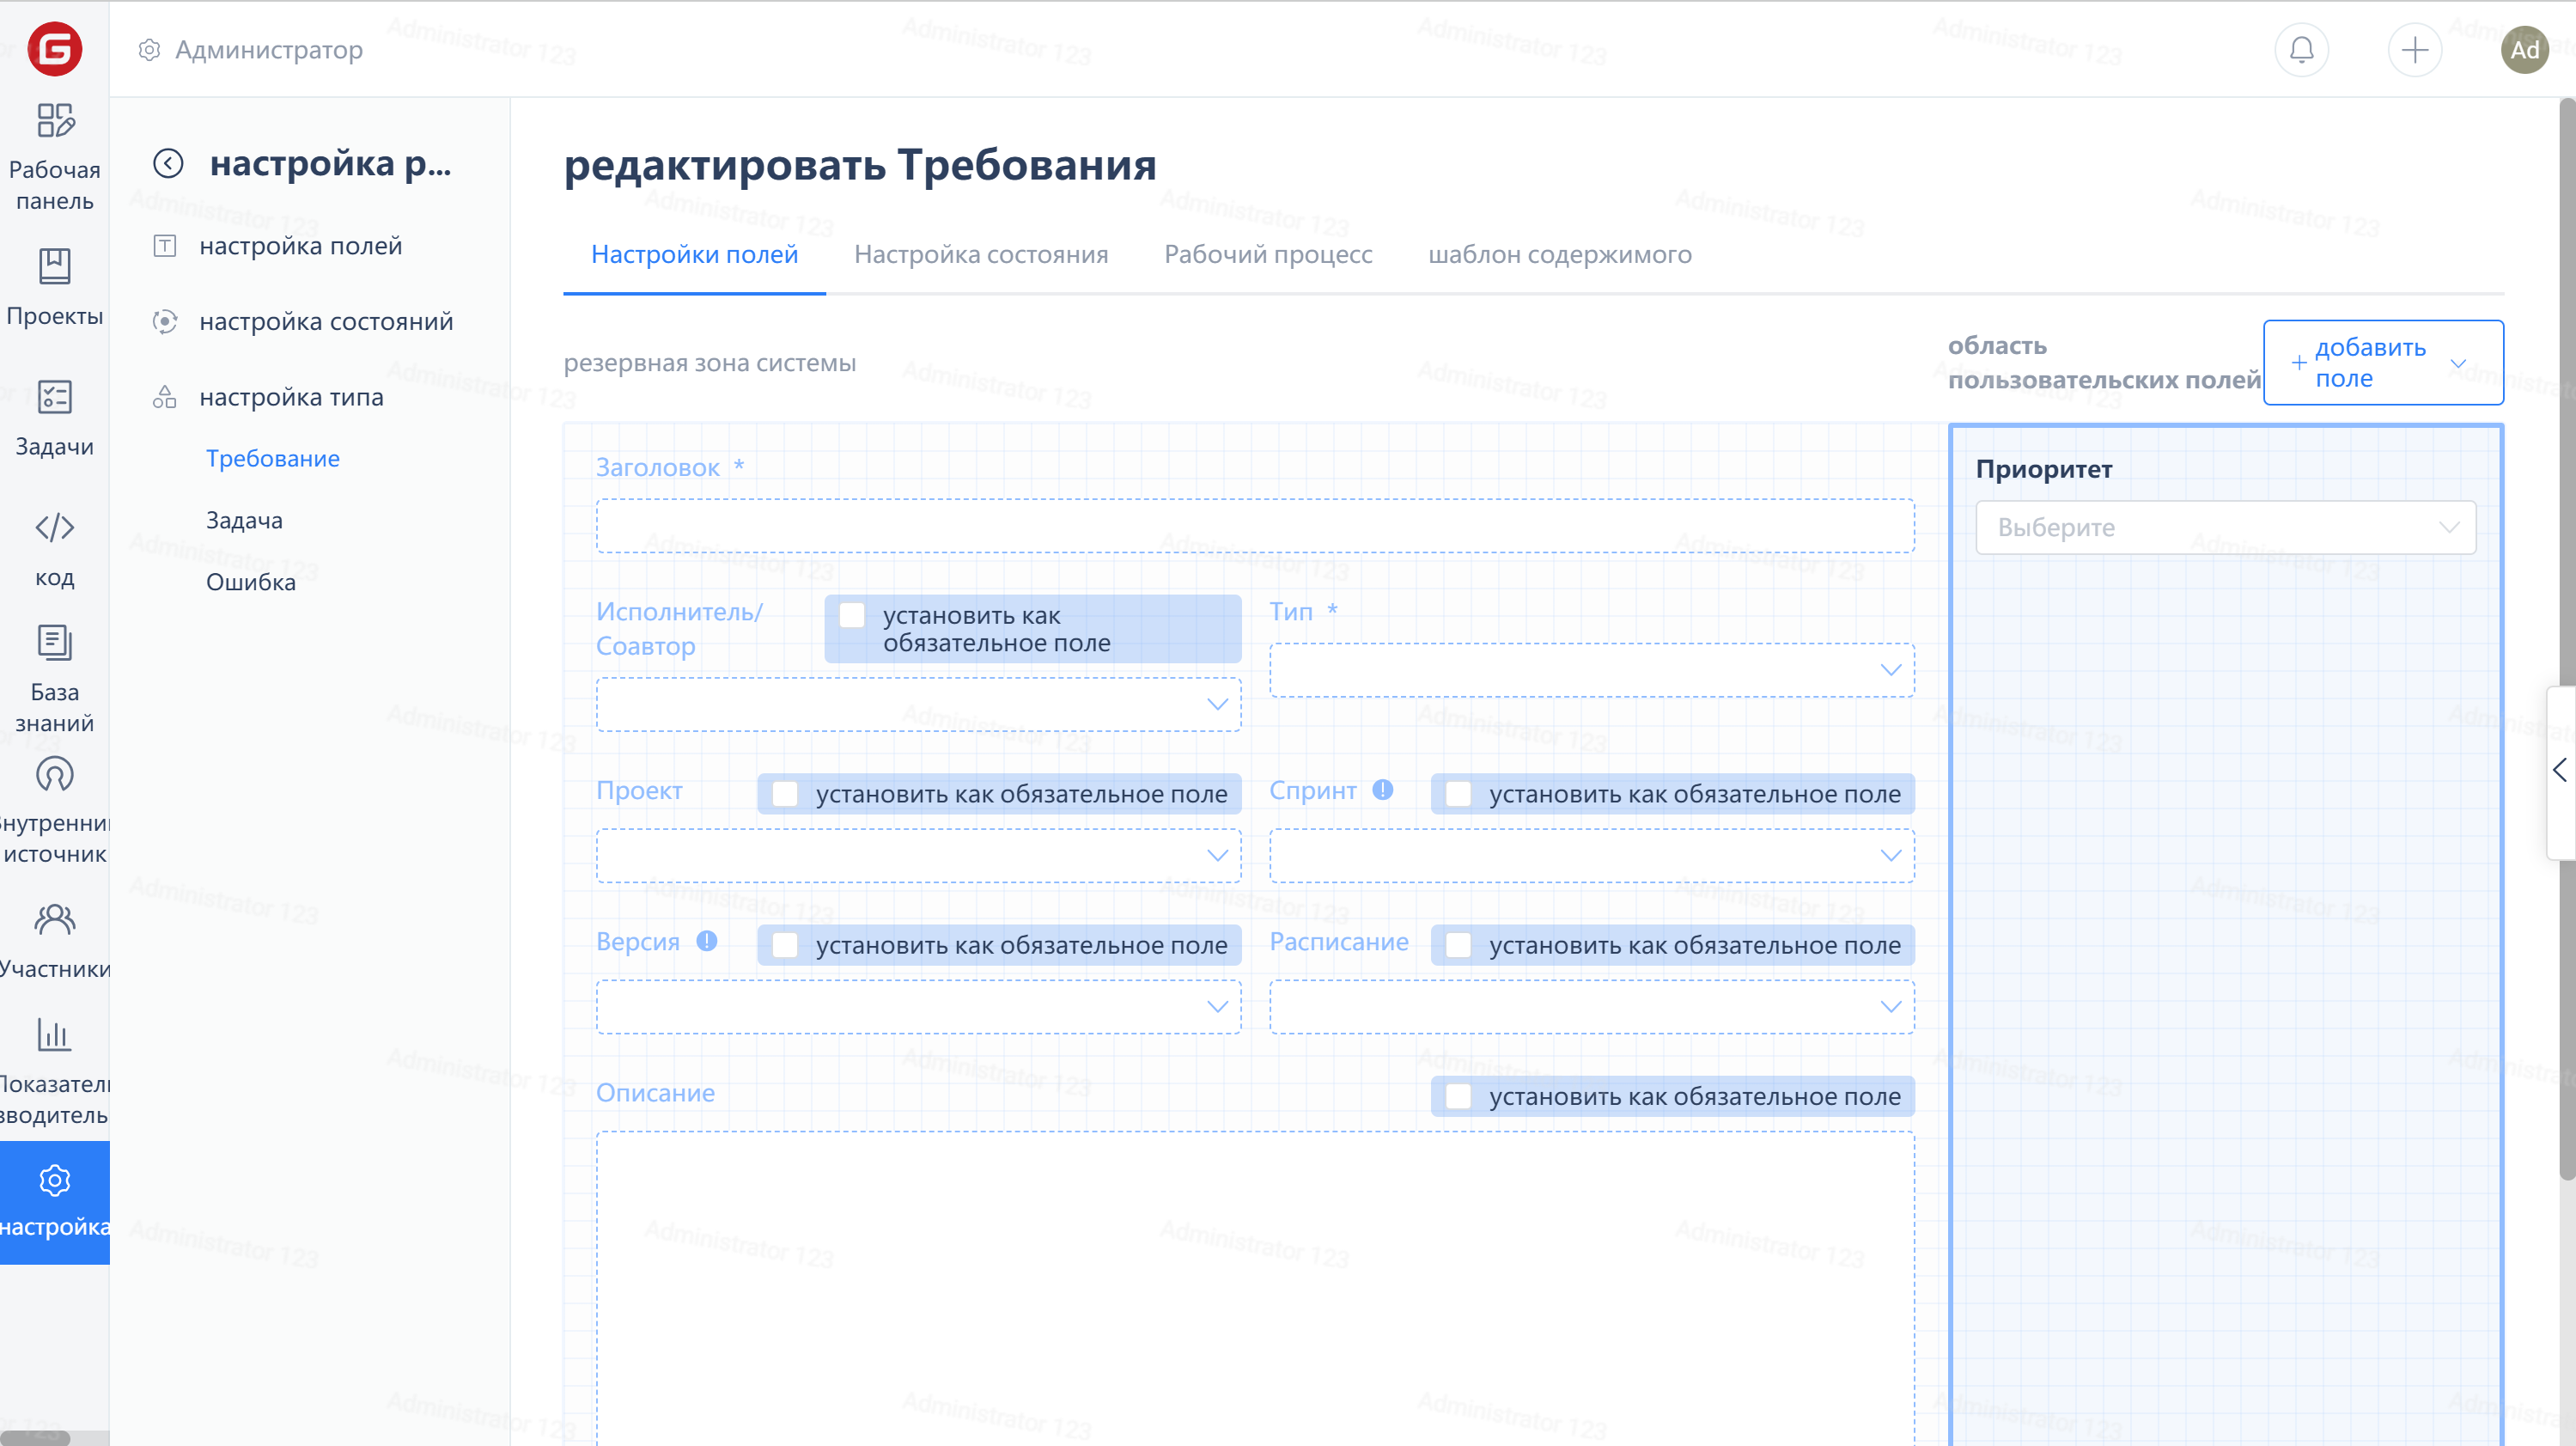 Администратор
Ad
Рабочая
панель
Проекты
Задачи
код
База
знаний
источник
Участники
настройка
настройка р...
настройка полей
настройка состояний
настройка типа
Требование
Задача
Ошибка
редактировать Требования
Настройки полей
Настройка состояния
Рабочий процесс
шаблон содержимого
резервная зона системы
область
пользовательских полей
+ добавить
поле
Заголовок *
Приоритет
Выберите
Исполнитель/
Соавтор
установить как
обязательное поле
Тип *
Проект
установить как обязательное поле
Спринт
установить как обязательное поле
Версия
установить как обязательное поле
Расписание
установить как обязательное поле
Описание
установить как обязательное поле
Administrator 123